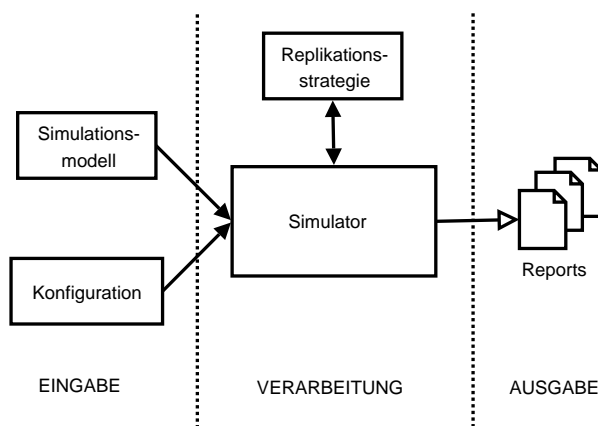 Replikations-
strategie
Simulations-
modell
Simulator
Konfiguration
Reports
EINGABE
VERARBEITUNG
AUSGABE